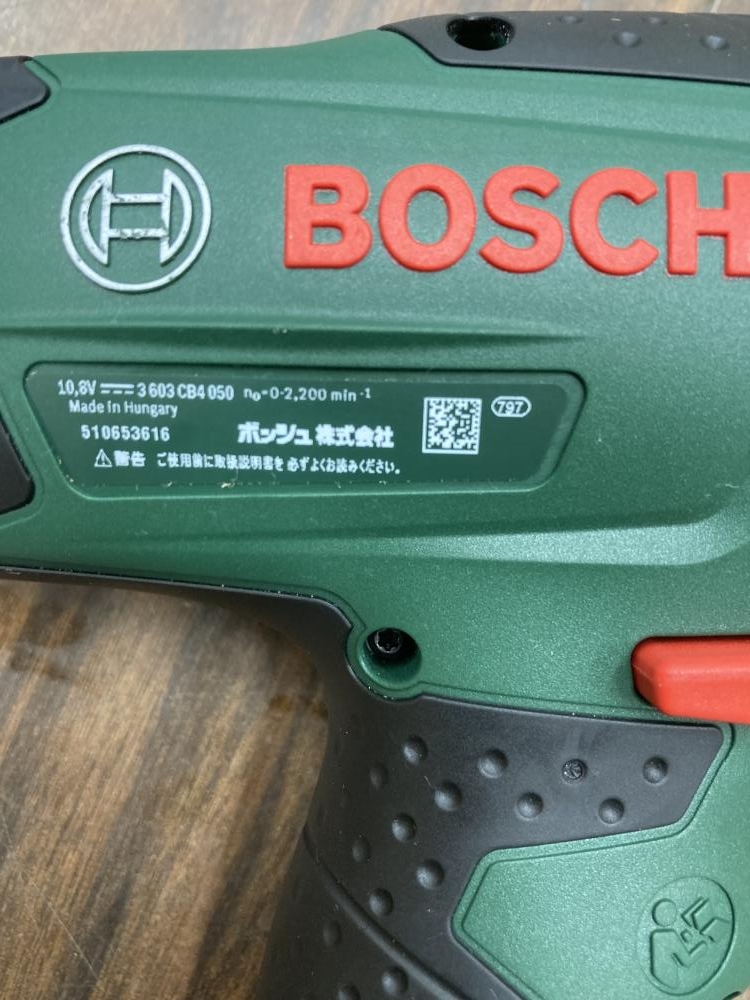 BOSCH
10,8V 3 603 CB4 050 n₀=0-2,200 min⁻¹
Made in Hungary
797
510653616 ボッシュ株式会社
警告 ご使用前に取扱説明書を必ずよくお読みください。